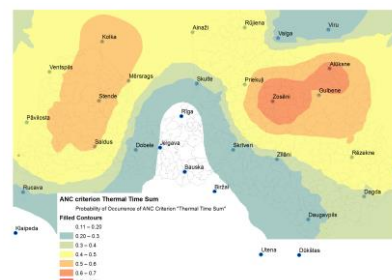 Rūjiena
Ainaži
Viru
Valga
Kolka
Ventspils
Alūksne
Mērsrags
Skulte
Priekuļi
Stende
Gulbene
Zosēni
Rīga
Pāvilosta
Saldus
Dobele
Jelgava
Skrīveri
Zīlāni
Rēzekne
Bauska
Rucava
Biržai
Dagda
Daugavpils
Klaipeda
Utena
Dūkštas
ANC criterion Thermal Time Sum
Probability of Occurrence of ANC Criterion "Thermal Time Sum"
Filled Contours
0.11 – 0.20
0.20 – 0.3
0.3 – 0.4
0.4 – 0.5
0.5 – 0.6
0.6 – 0.7